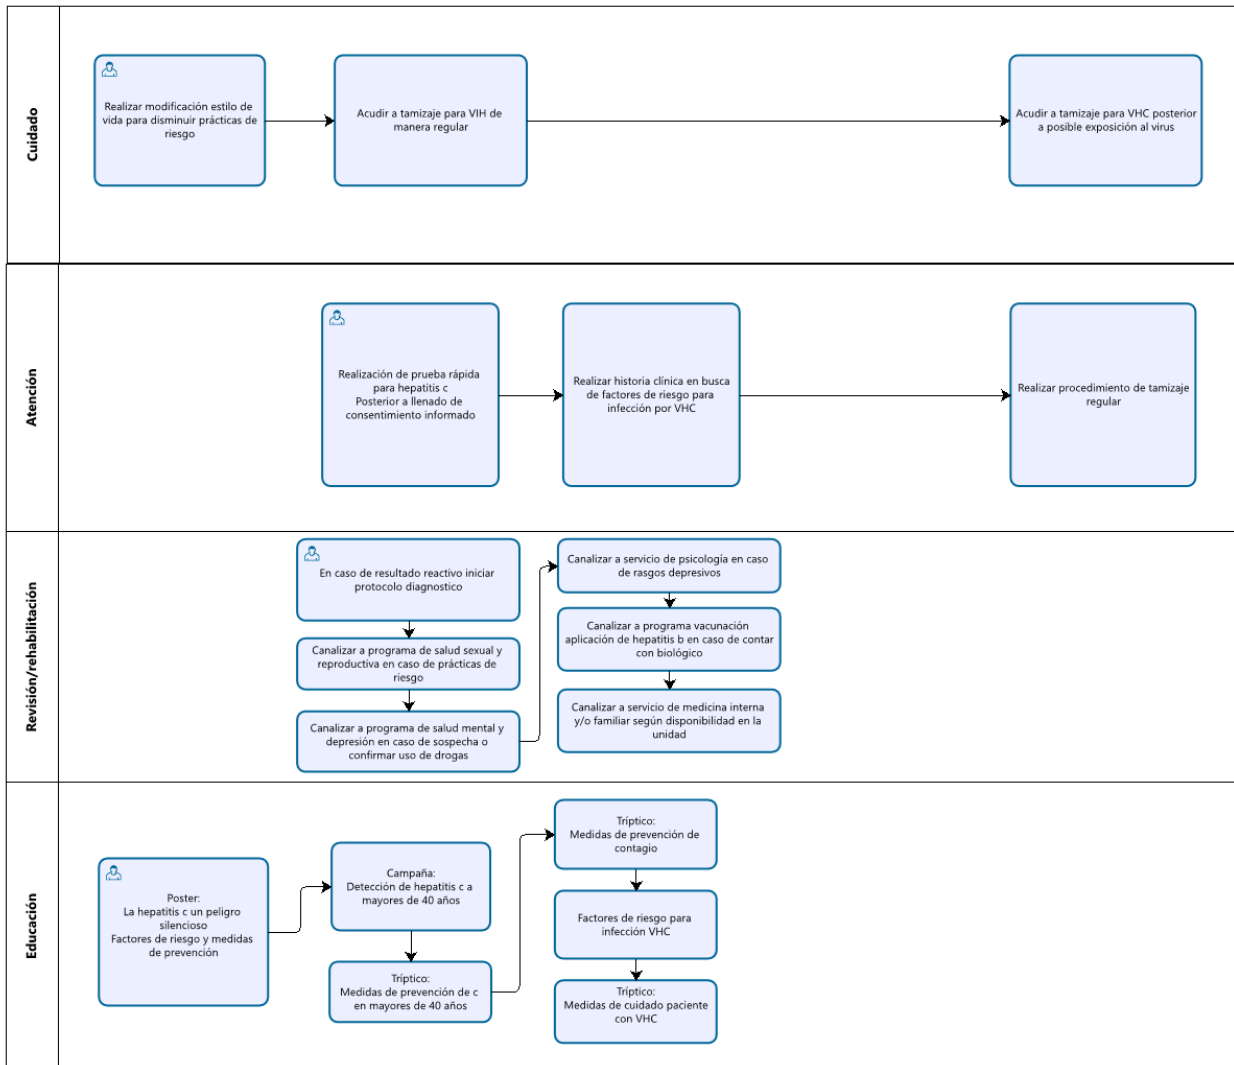 Cuidado
Realizar modificación estilo de
vida para disminuir prácticas de
riesgo
Acudir a tamizaje para VIH de
manera regular
Acudir a tamizaje para VHC posterior
a posible exposición al virus
Atención
Realización de prueba rápida
para hepatitis c
Posterior a llenado de
consentimiento informado
Realizar historia clínica en busca
de factores de riesgo para
infección por VHC
Realizar procedimiento de tamizaje
regular
Revisión/rehabilitación
En caso de resultado reactivo iniciar
protocolo diagnostico
Canalizar a programa de salud sexual y
reproductiva en caso de prácticas de
riesgo
Canalizar a programa de salud mental y
depresión en caso de sospecha o
confirmar uso de drogas
Canalizar a servicio de psicología en caso
de rasgos depresivos
Canalizar a programa vacunación
aplicación de hepatitis b en caso de contar
con biológico
Canalizar a servicio de medicina interna
y/o familiar según disponibilidad en la
unidad
Educación
Poster:
La hepatitis c un peligro
silencioso
Factores de riesgo y medidas
de prevención
Campaña:
Detección de hepatitis c a
mayores de 40 años
Tríptico:
Medidas de prevención de c
en mayores de 40 años
Tríptico:
Medidas de prevención de
contagio
Factores de riesgo para
infección VHC
Tríptico:
Medidas de cuidado paciente
con VHC